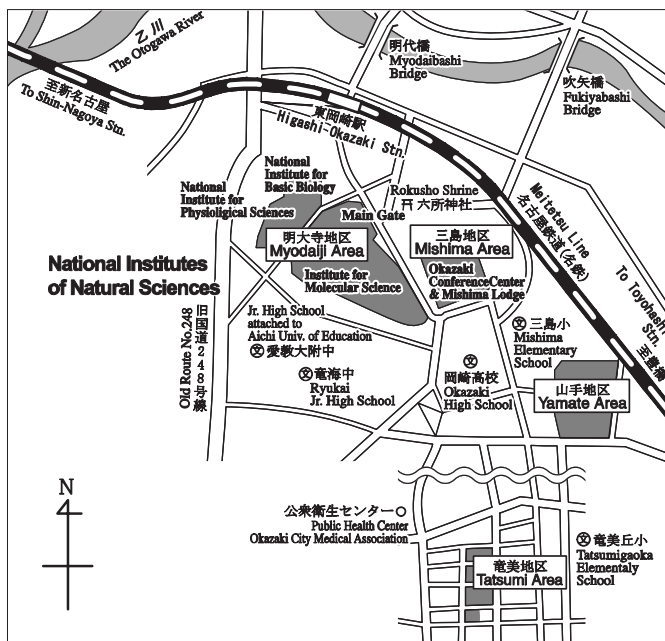 乙川
The Otogawa River
至新名古屋
To Shin-Nagoya Stn.
明代橋
Myodaibashi
Bridge
吹矢橋
Fukiyabashi
Bridge
東岡崎駅
Higashi-Okazaki Stn.
National
Institute for
Basic Biology
National
Institute for
Physioligical Sciences
Main Gate
Rokusho Shrine
六所神社
Meitetsu Line
名古屋鉄道(名鉄)
To Toyohashi
Stn.
至豊橋
明大寺地区
Myodaiji Area
三島地区
Mishima Area
Institute for
Molecular Science
Okazaki
ConferenceCenter
& Mishima Lodge
National Institutes
of Natural Sciences
旧国道248号線
Old Route No.248
Jr. High School
attached to
Aichi Univ. of Education
文 愛教大附中
文 竜海中
Ryukai
Jr. High School
文
岡崎高校
Okazaki
High School
文 三島小
Mishima
Elementary
School
山手地区
Yamate Area
N
公衆衛生センター
Public Health Center
Okazaki City Medical Association
竜美地区
Tatsumi Area
文 竜美丘小
Tatsumigaoka
Elementaly
School